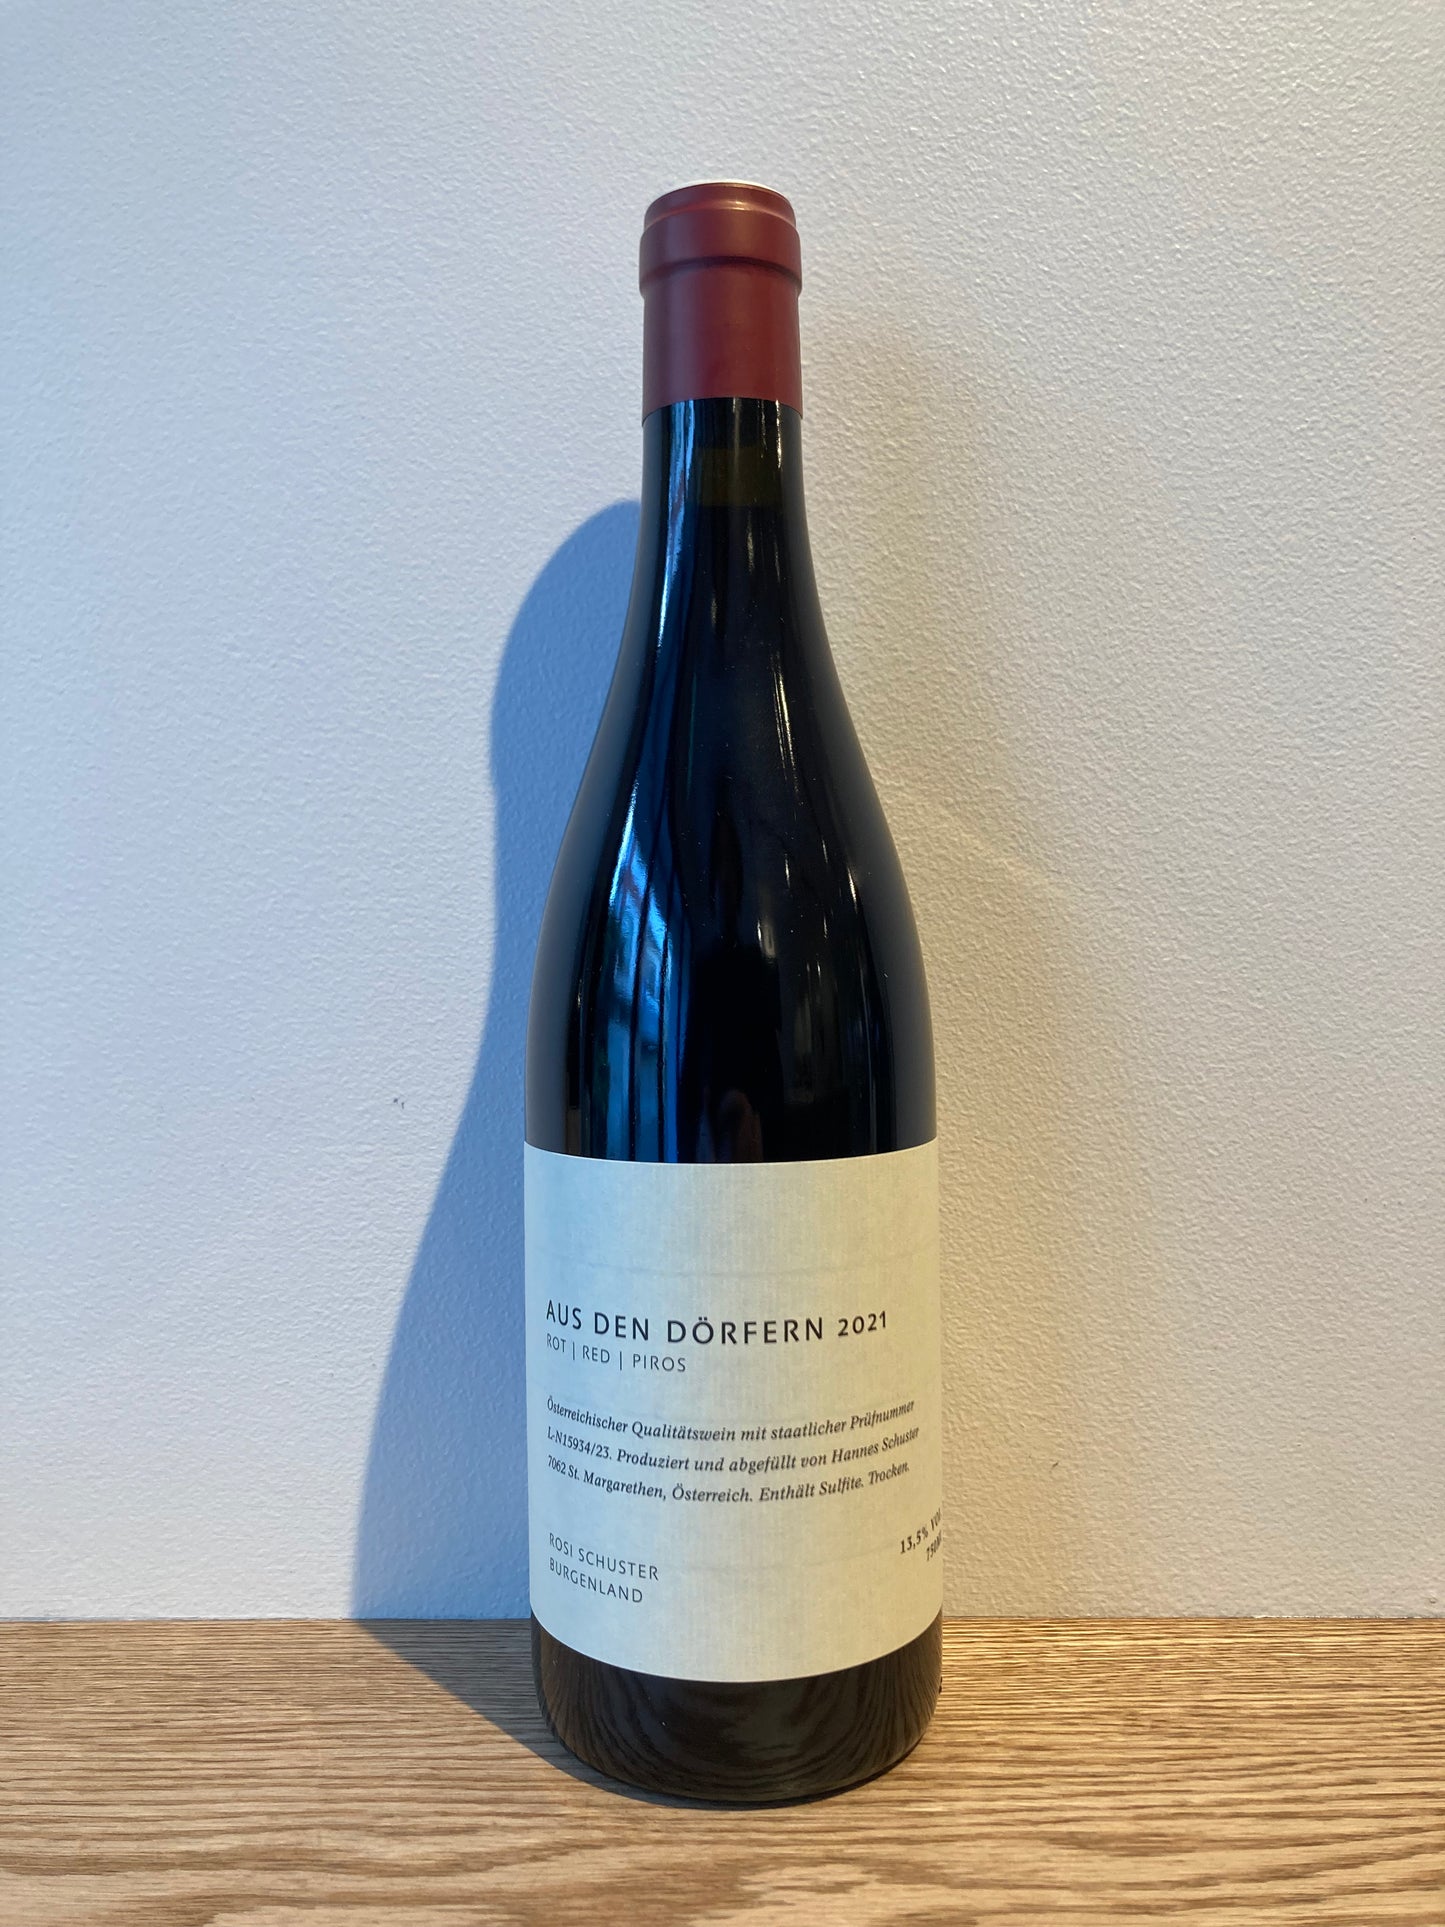 AUS DEN DÖRFERN 2021
ROT | RED | PIROS
Österreichischer Qualitätswein mit staatlicher Prüfnummer
L-N15934/23. Produziert und abgefüllt von Hannes Schuster
7062 St. Margarethen, Österreich. Enthält Sulfite. Trocken.
13,5%
ROSI SCHUSTER
BURGENLAND